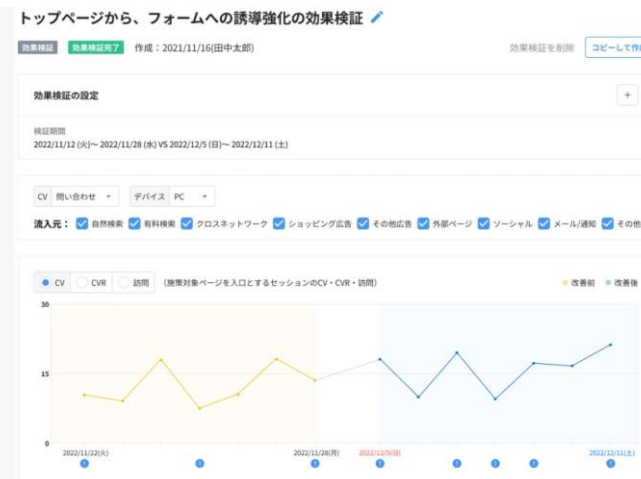 トップページから、フォームへの誘導強化の効果検証
効果検証 効果検証完了 作成：2021/11/16(田中太郎) 効果検証を削除 コピーして作
効果検証の設定 +
検証期間
2022/11/12 (火)〜 2022/11/28 (水) VS 2022/12/5 (日)〜 2022/12/11 (土)
CV 問い合わせ デバイス PC
流入元： 自然検索 有料検索 クロスネットワーク ショッピング広告 その他広告 外部ページ ソーシャル メール/通知 その他
CV CVR 訪問 （施策対象ページを入口とするセッションのCV・CVR・訪問） 改善前 改善後
30
15
0
2022/11/22(火) 2022/11/28(月) 2022/12/5(日) 2022/12/11(土)